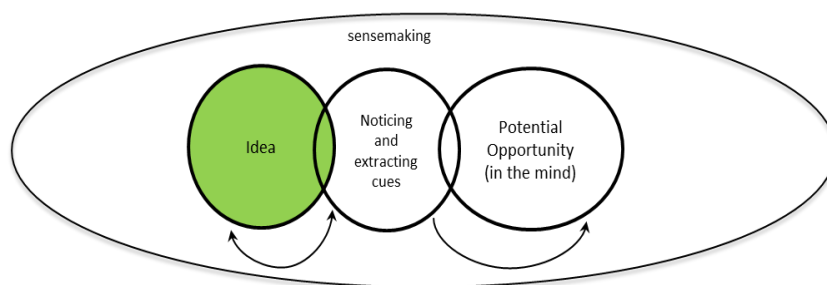 sensemaking
Idea
Noticing
and
extracting
cues
Potential
Opportunity
(in the mind)